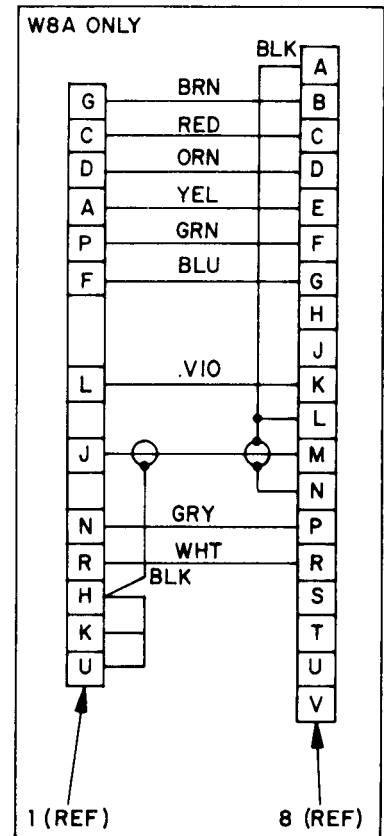 W8A ONLY
BLK A
G BRN B
C RED C
D ORN D
A YEL E
P GRN F
F BLU G
H
J
L .VIO K
L
J M
N
N GRY P
R WHT R
H BLK S
K T
U U
V
1 (REF) 8 (REF)